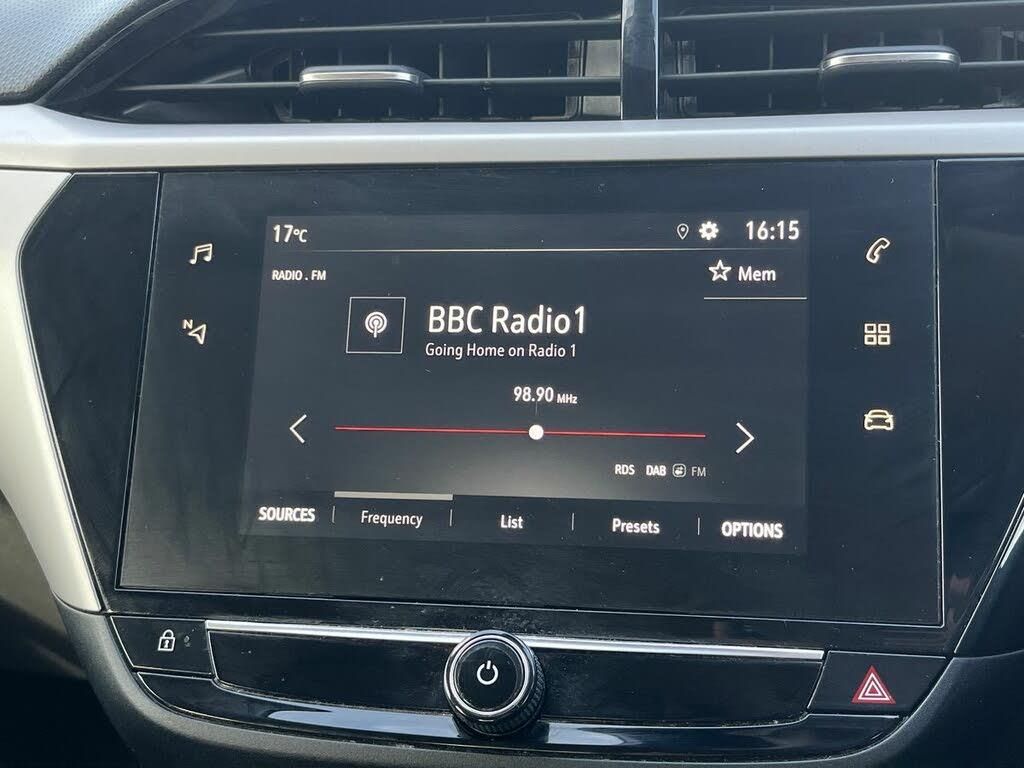 17°C 16:15
RADIO . FM Mem
BBC Radio1
Going Home on Radio 1
98.90 MHz
RDS DAB FM
SOURCES Frequency List Presets OPTIONS
N